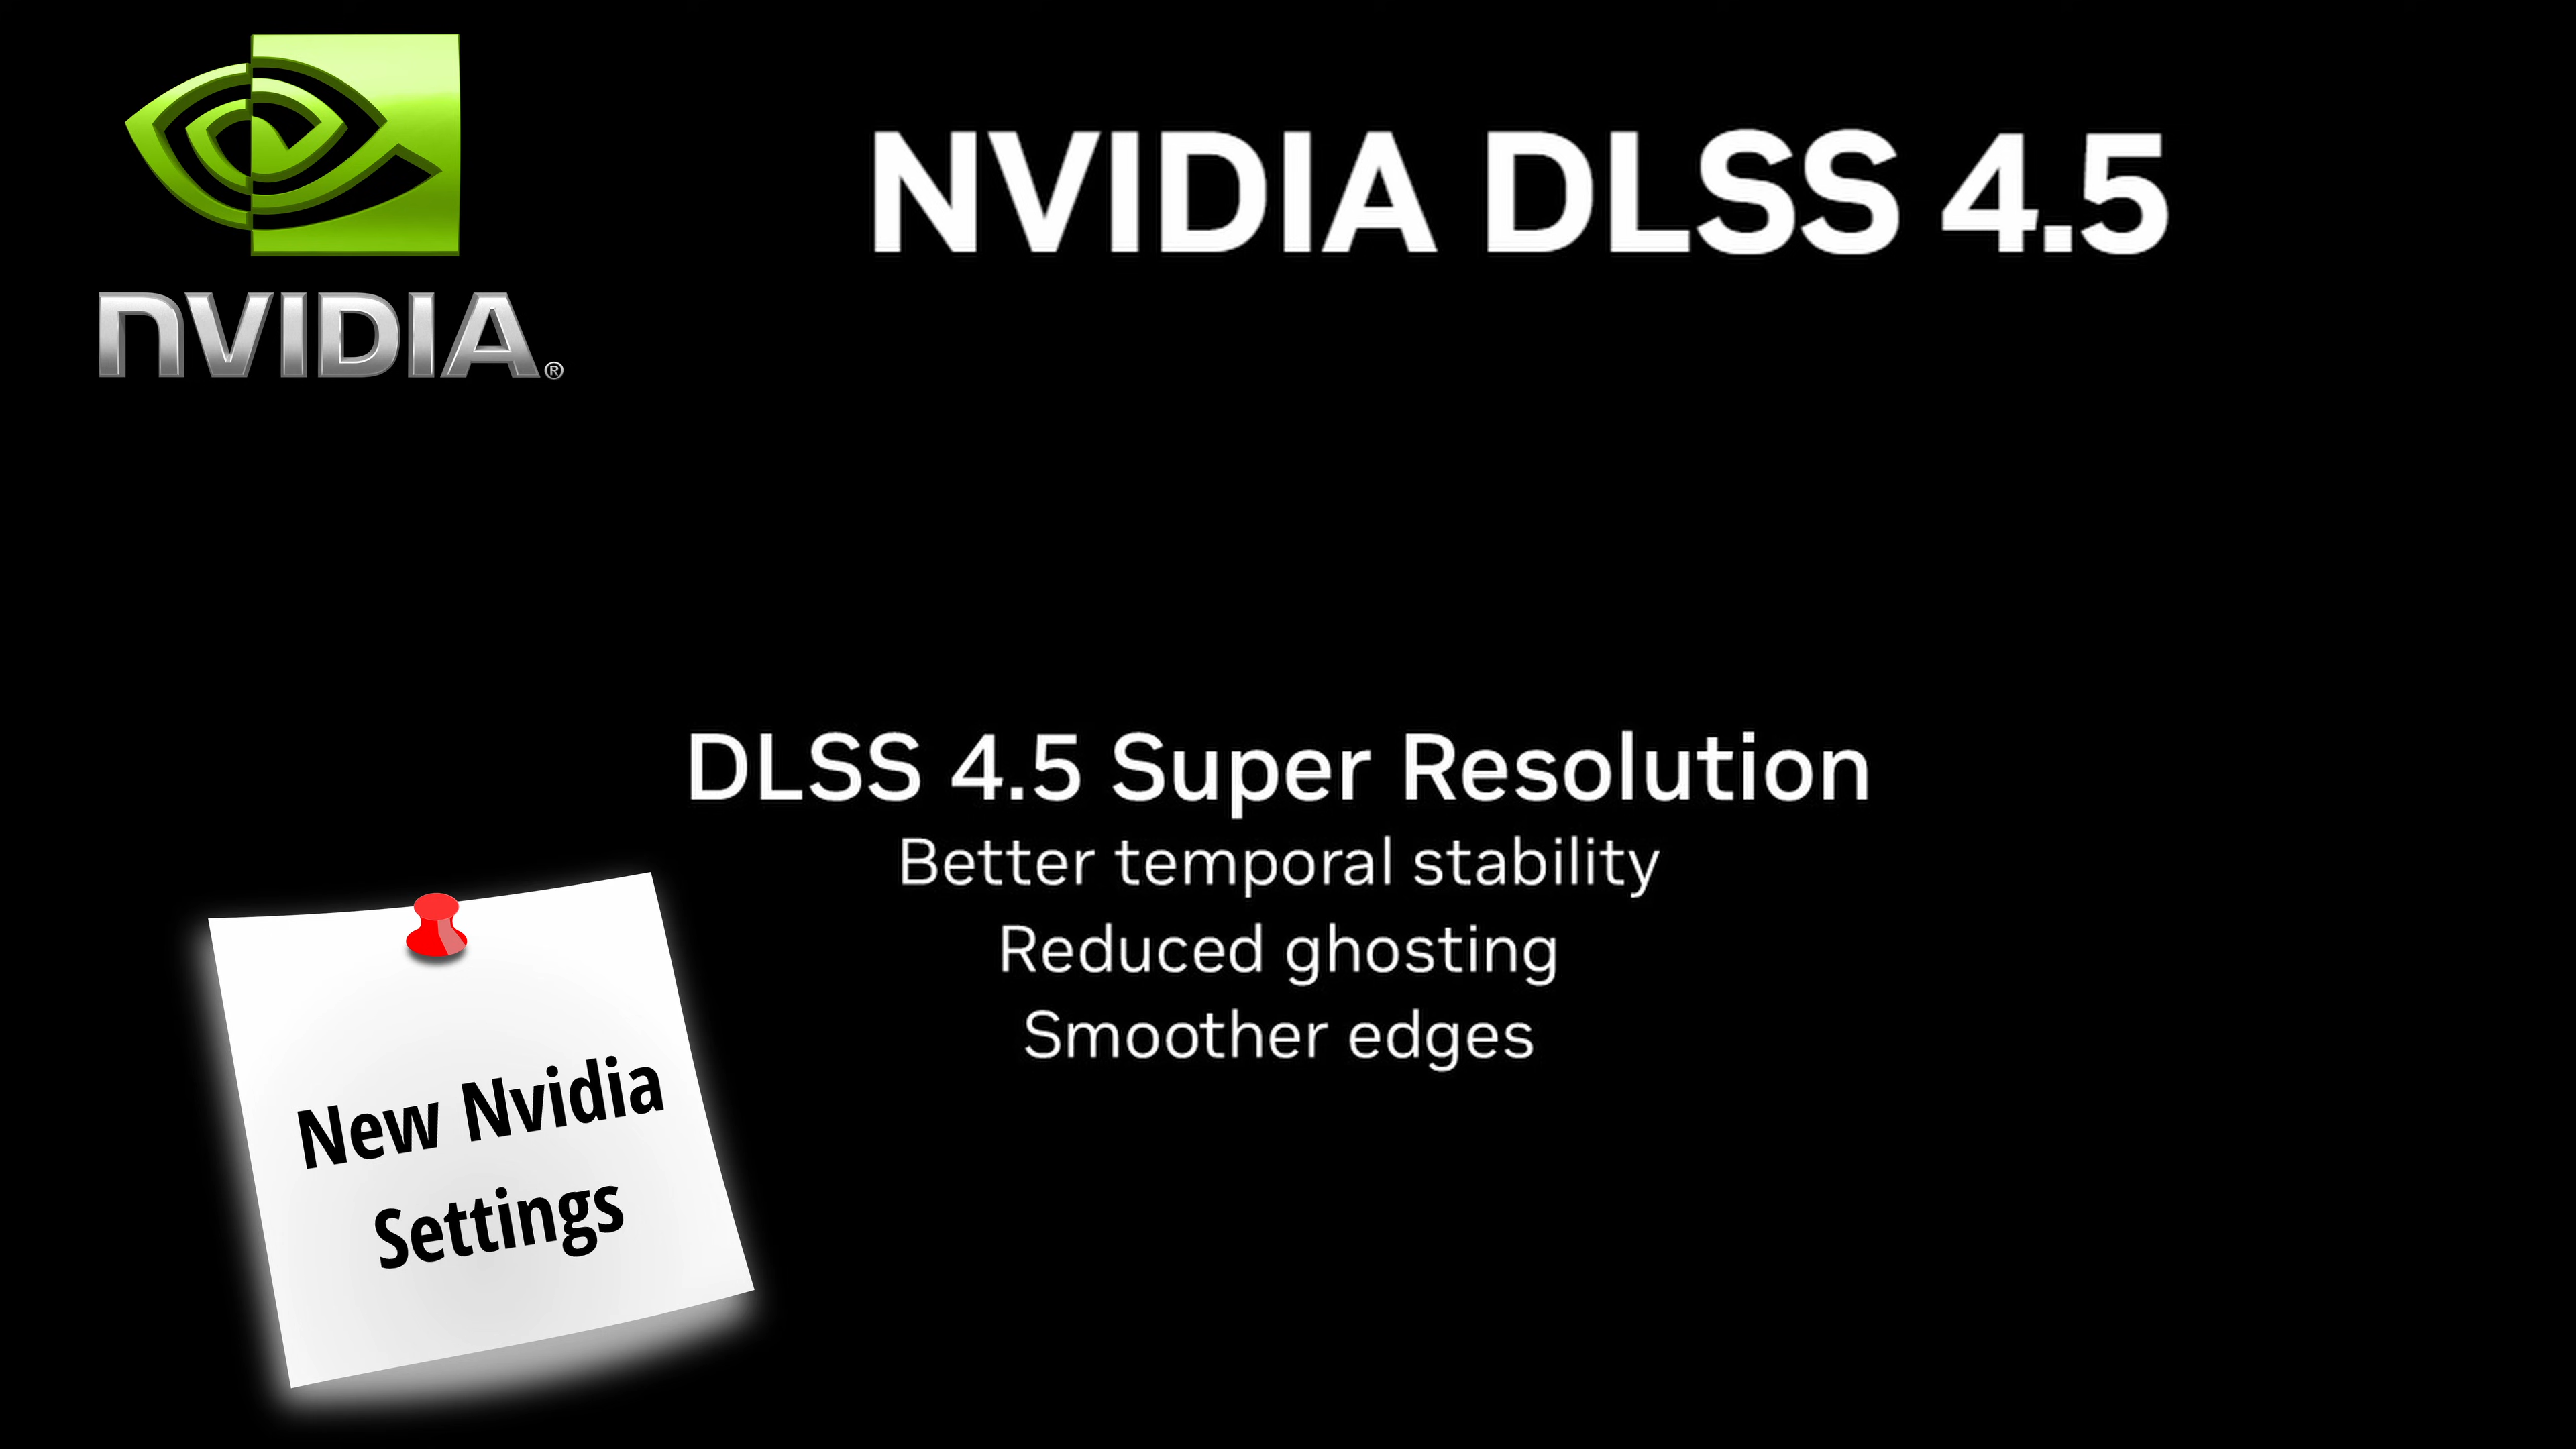 NVIDIA DLSS 4.5
nVIDIA®
DLSS 4.5 Super Resolution
Better temporal stability
Reduced ghosting
Smoother edges
New Nvidia
Settings